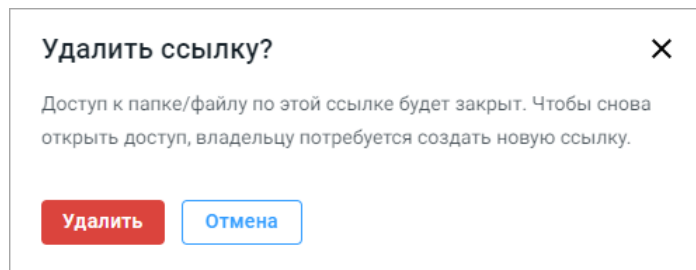 Удалить ссылку?
Доступ к папке/файлу по этой ссылке будет закрыт. Чтобы снова
открыть доступ, владельцу потребуется создать новую ссылку.
Удалить Отмена